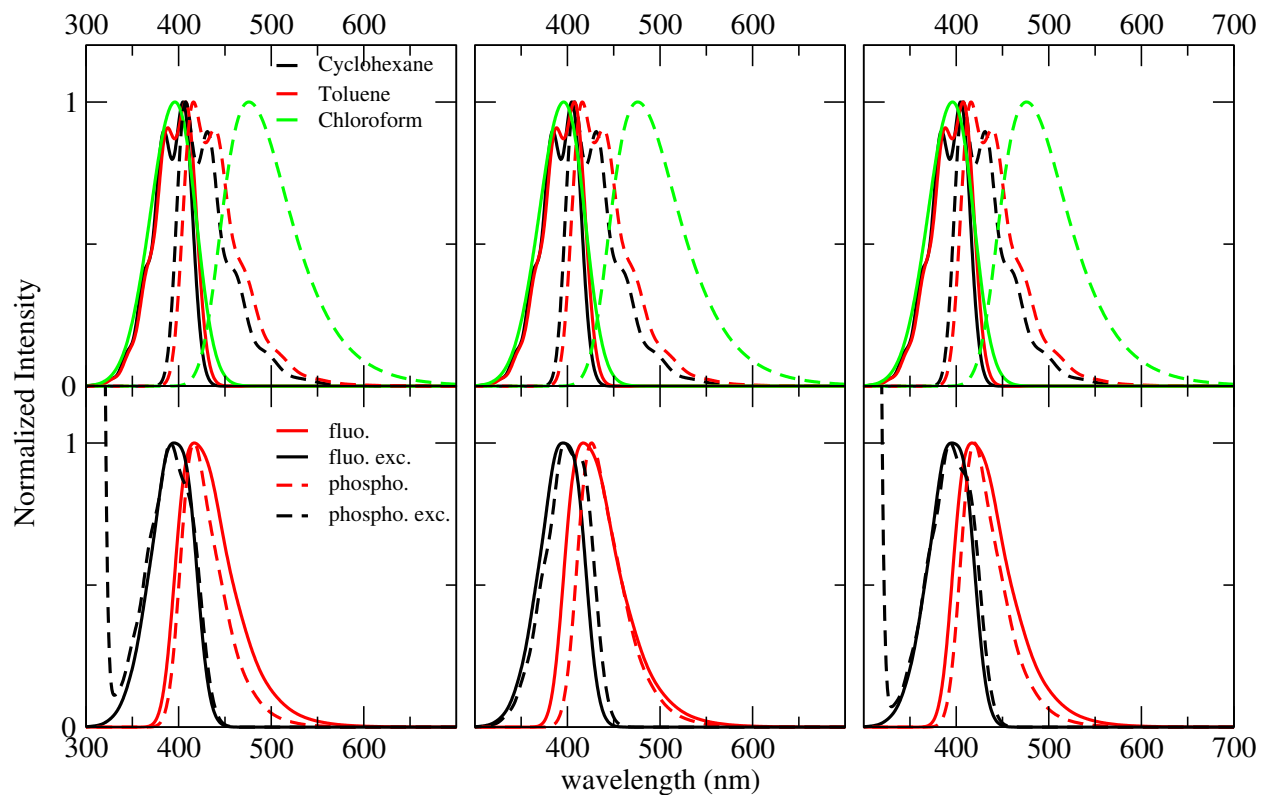 300 400 500 600 400 500 600 400 500 600 700
Cyclohexane
Toluene
Chloroform
1
0
Normalized Intensity
fluo.
fluo. exc.
phospho.
phospho. exc.
1
0
300 400 500 600 400 500 600 400 500 600 700
wavelength (nm)